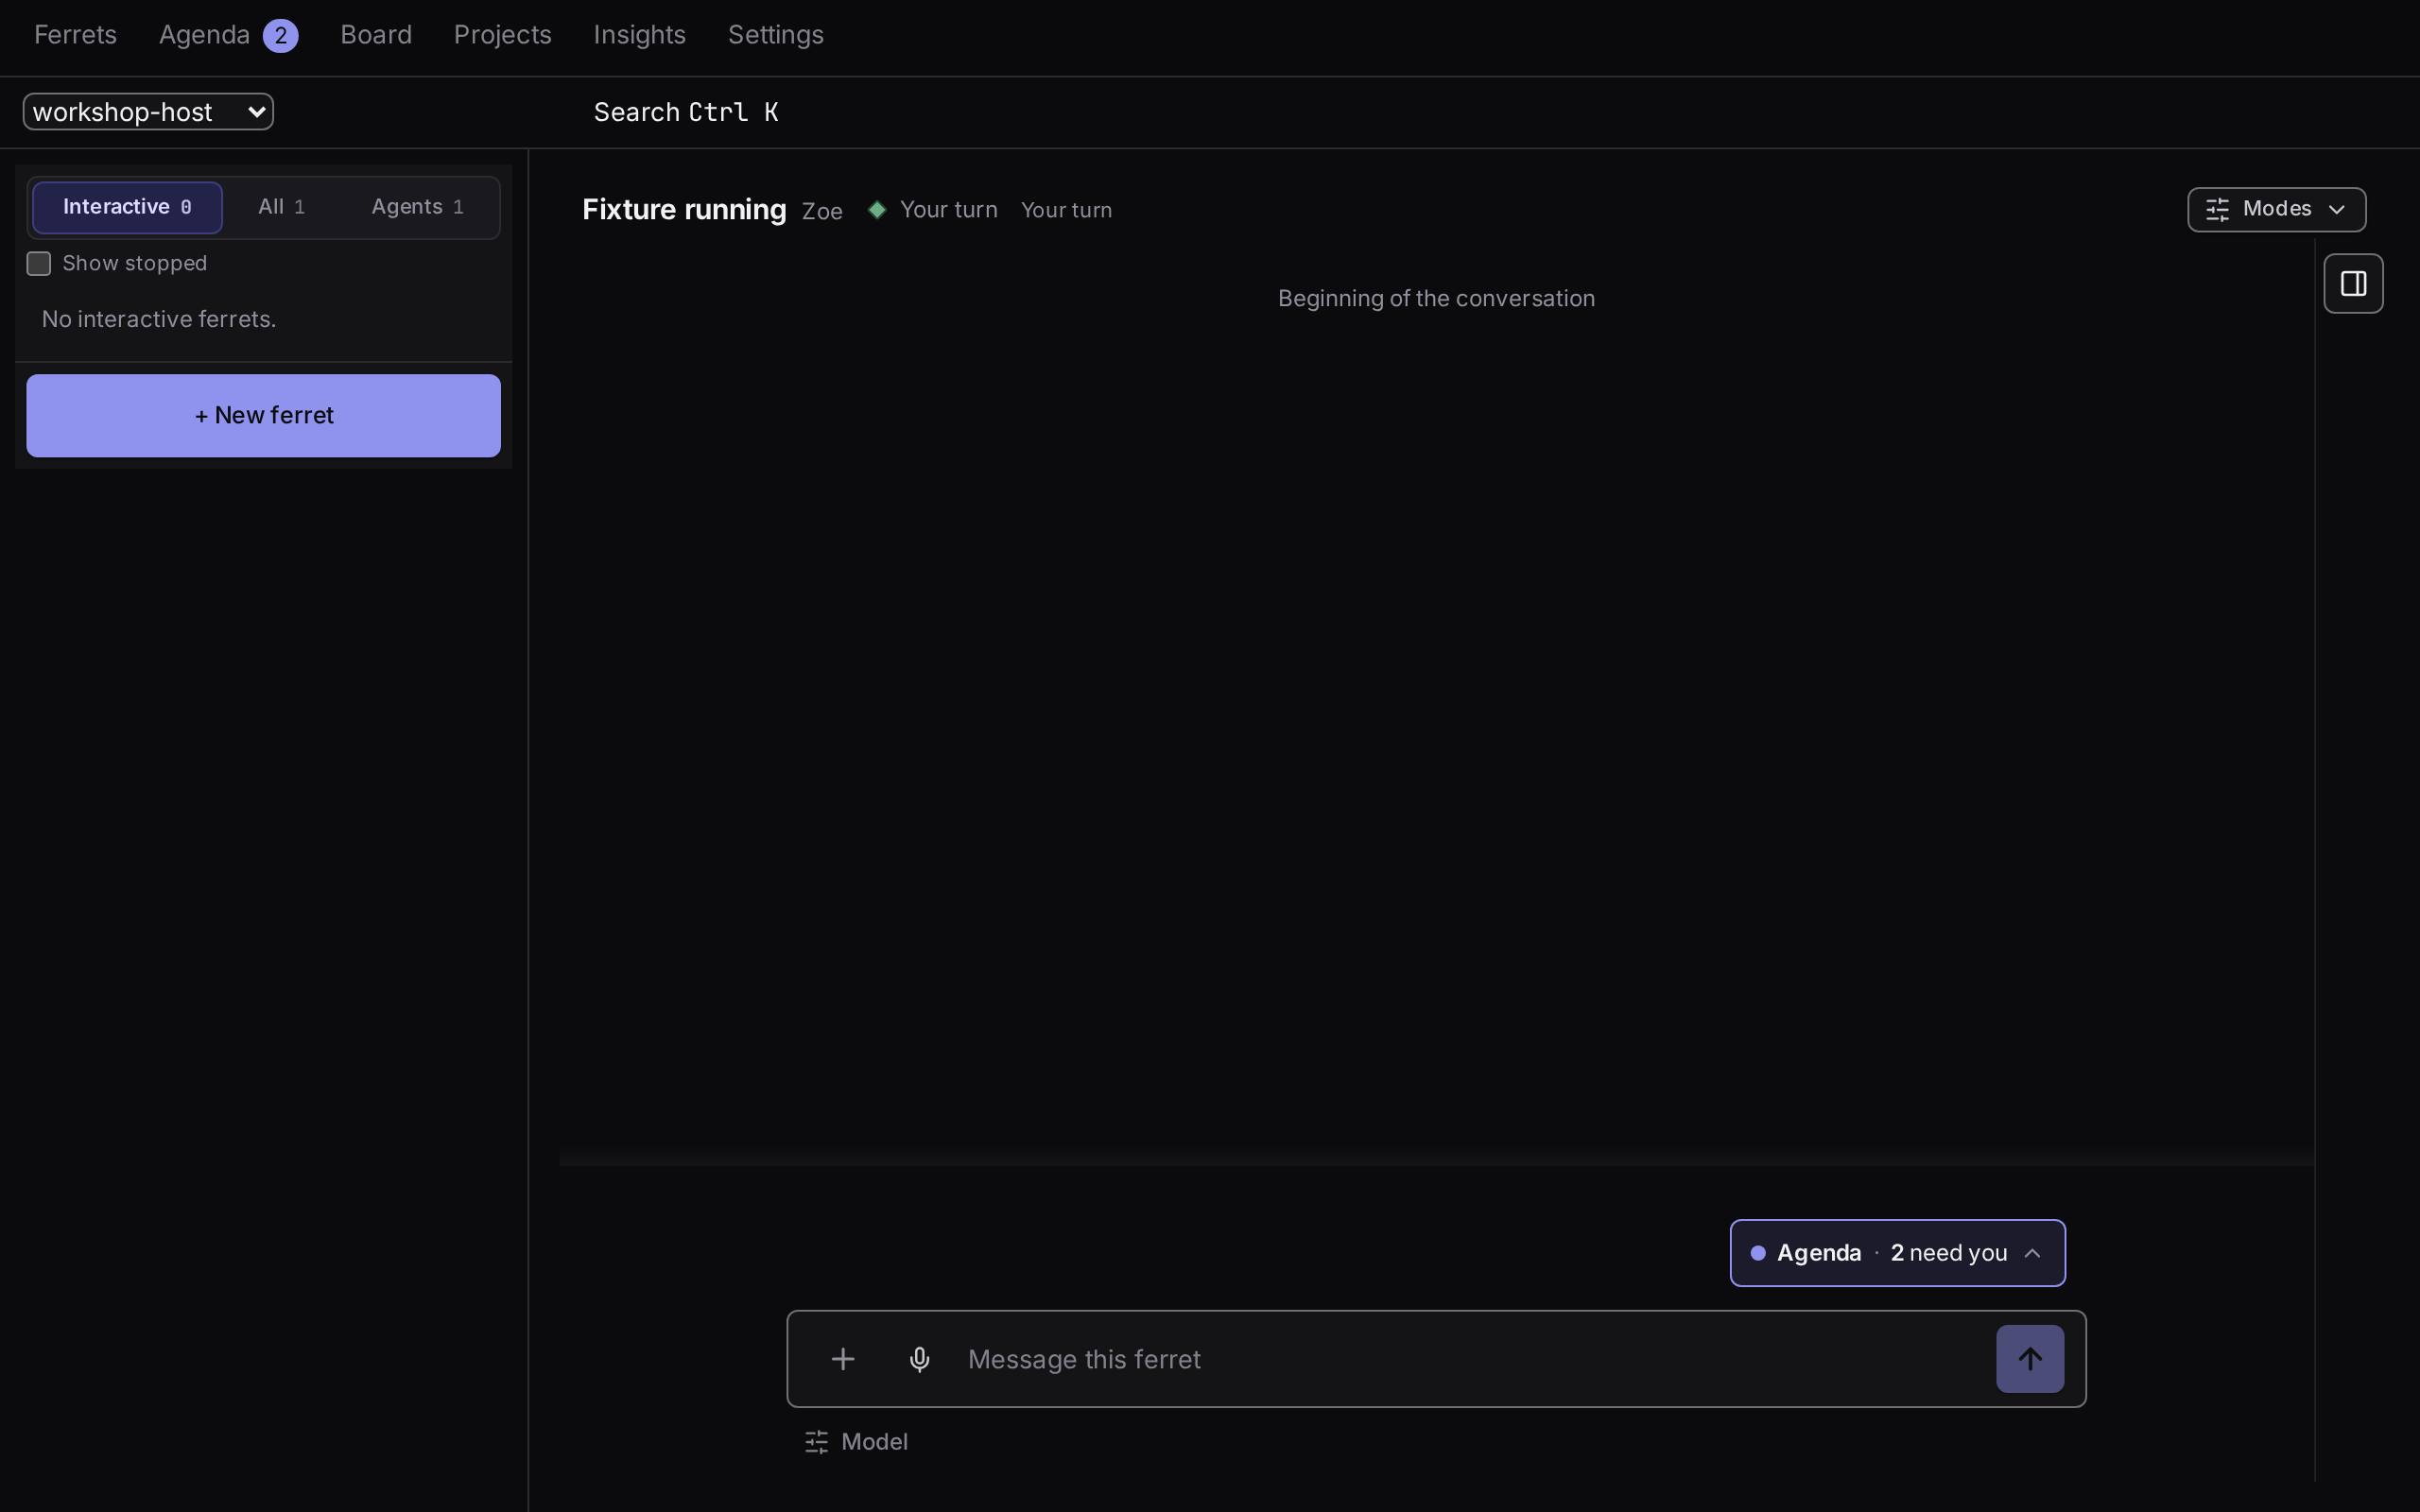 Ferrets Agenda 2 Board Projects Insights Settings
workshop-host Search Ctrl K
Interactive 0 All 1 Agents 1
Show stopped
No interactive ferrets.
+ New ferret
Fixture running Zoe Your turn Your turn Modes
Beginning of the conversation
Agenda · 2 need you
Message this ferret
Model